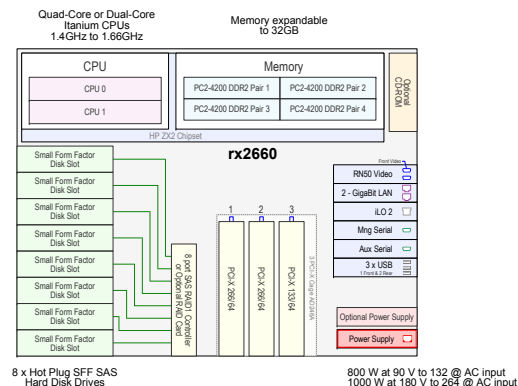 Quad-Core or Dual-Core
Itanium CPUs
1.4GHz to 1.66GHz
Memory expandable
to 32GB
CPU
CPU 0
CPU 1
Memory
PC2-4200 DDR2 Pair 1
PC2-4200 DDR2 Pair 2
PC2-4200 DDR2 Pair 3
PC2-4200 DDR2 Pair 4
Optional
CD-ROM
HP ZX2 Chipset
rx2660
Small Form Factor
Disk Slot
Small Form Factor
Disk Slot
Small Form Factor
Disk Slot
Small Form Factor
Disk Slot
Small Form Factor
Disk Slot
Small Form Factor
Disk Slot
Small Form Factor
Disk Slot
Small Form Factor
Disk Slot
8 port SAS RAID1 Controller
or Optional RAID Card
1
2
3
PCI-X 266/64
PCI-X 266/64
PCI-X 133/64
3 PCI-X Cage AD246A
Front Video
RN50 Video
2 - GigaBit LAN
iLO 2
Mng Serial
Aux Serial
3 x USB
1 Front & 2 Rear
Optional Power Supply
Power Supply
8 x Hot Plug SFF SAS
Hard Disk Drives
800 W at 90 V to 132 @ AC input
1000 W at 180 V to 264 @ AC input